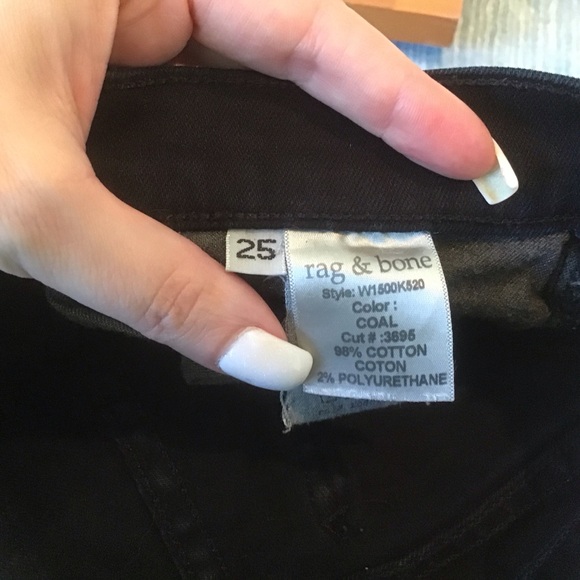 25
rag & bone
Style: W1500K520
Color :
COAL
Cut # :3695
98% COTTON
COTON
2% POLYURETHANE